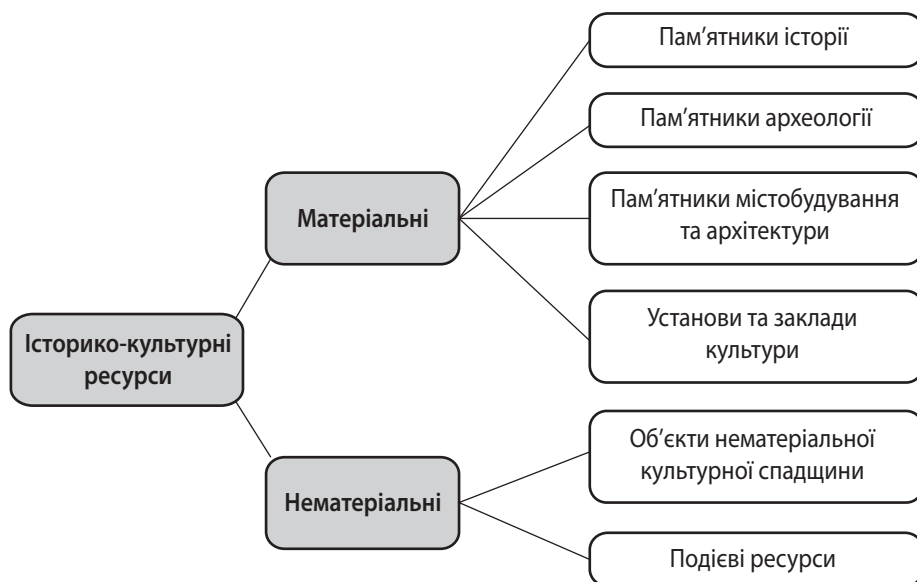 Пам’ятники історії
Пам’ятники археології
Матеріальні
Пам’ятники містобудування
та архітектури
Установи та заклади
культури
Історико-культурні
ресурси
Об’єкти нематеріальної
культурної спадщини
Нематеріальні
Подієві ресурси